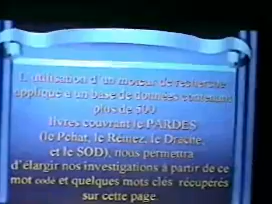 L'utilisation d'un moteur de recherche
appliqué à un base de données contenant
plus de 500
livres couvrant le PARDES
(le Pchat, le Rémez, le Drache,
et le SOD), nous permettra
d'élargir nos investigations à partir de ce
mot code et quelques mots clés récupérés
sur cette page